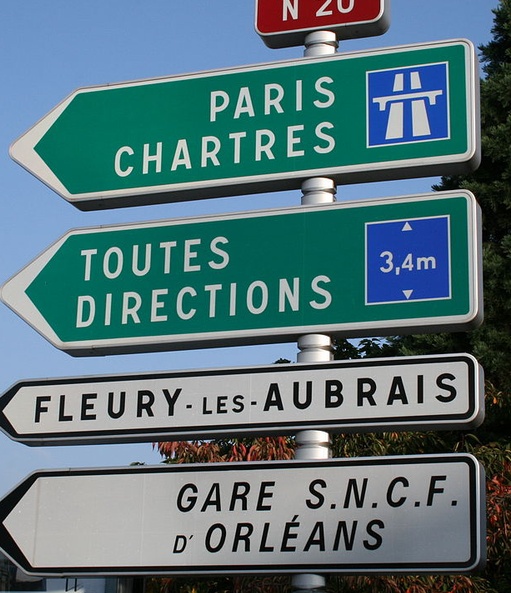 N 20
PARIS
CHARTRES
TOUTES
DIRECTIONS
3,4m
FLEURY-LES-AUBRAIS
GARE S.N.C.F.
D'ORLÉANS